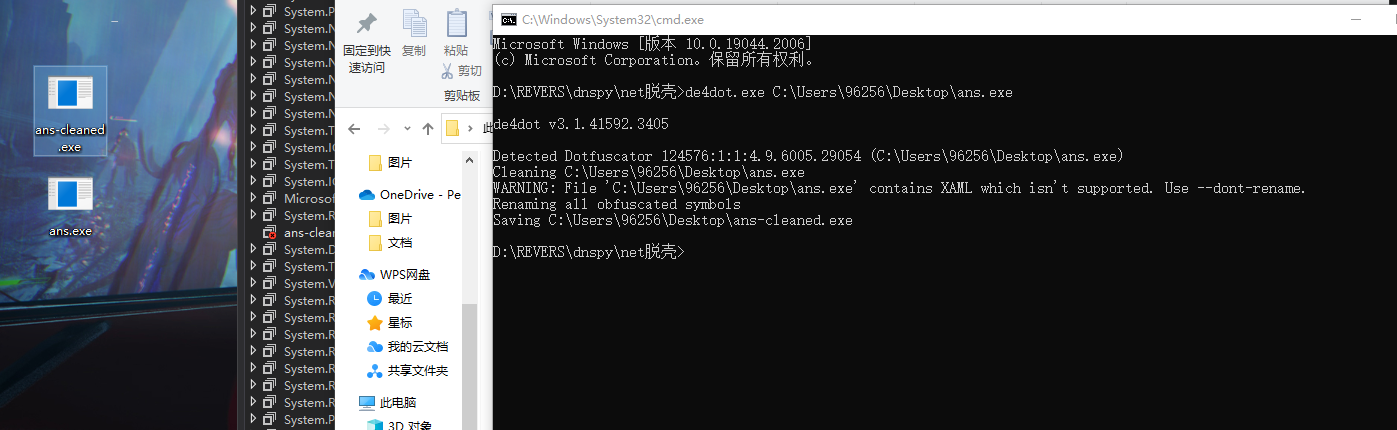 ans-cleaned
.exe
ans.exe
System.P
System.N
System.N
System.N
System.N
System.N
System.N
System.T
System.IO
System.T
System.IO
Microsof
System.R
ans-clean
System.D
System.T
System.V
System.R
System.R
System.R
System.R
System.R
System.P
固定到快
速访问
复制
粘贴
剪切
剪贴板
图片
OneDrive - Pe
图片
文档
WPS网盘
最近
星标
我的云文档
共享文件夹
此电脑
3D 对象
C:\Windows\System32\cmd.exe
Microsoft Windows [版本 10.0.19044.2006]
(c) Microsoft Corporation。保留所有权利。
D:\REVERS\dnspy\net脱壳>de4dot.exe C:\Users\96256\Desktop\ans.exe
de4dot v3.1.41592.3405
Detected Dotfuscator 124576:1:1:4.9.6005.29054 (C:\Users\96256\Desktop\ans.exe)
Cleaning C:\Users\96256\Desktop\ans.exe
WARNING: File 'C:\Users\96256\Desktop\ans.exe' contains XAML which isn't supported. Use --dont-rename.
Renaming all obfuscated symbols
Saving C:\Users\96256\Desktop\ans-cleaned.exe
D:\REVERS\dnspy\net脱壳>